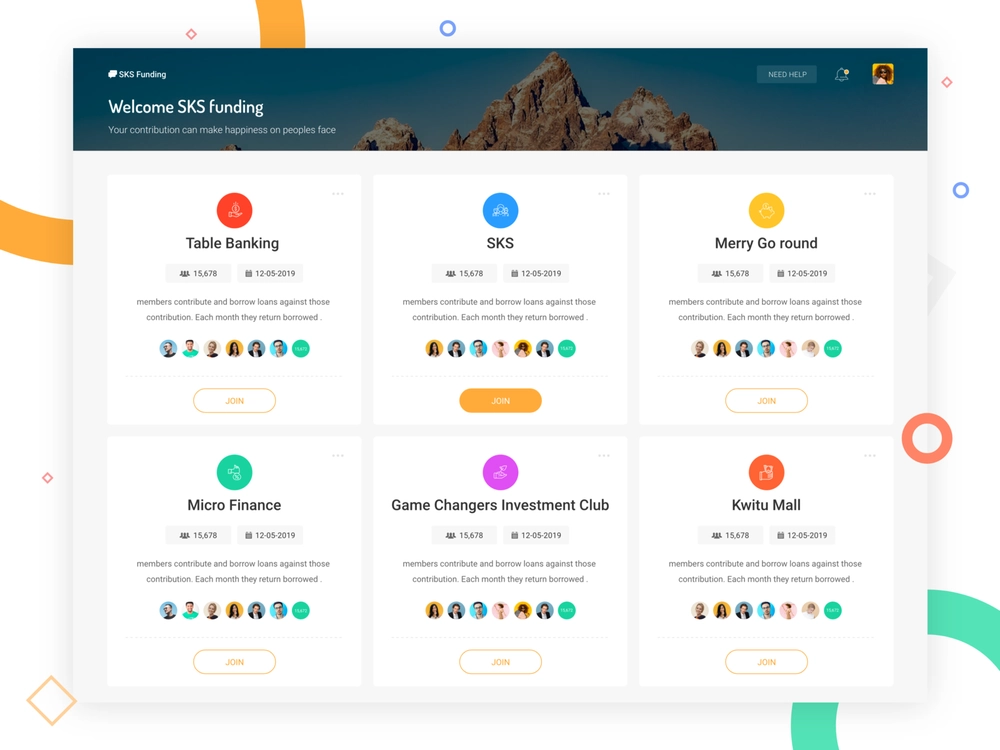 SKS Funding
NEED HELP
Welcome SKS funding
Your contribution can make happiness on peoples face
Table Banking
15,678 12-05-2019
members contribute and borrow loans against those
contribution. Each month they return borrowed .
JOIN
SKS
15,678 12-05-2019
members contribute and borrow loans against those
contribution. Each month they return borrowed .
JOIN
Merry Go round
15,678 12-05-2019
members contribute and borrow loans against those
contribution. Each month they return borrowed .
JOIN
Micro Finance
15,678 12-05-2019
members contribute and borrow loans against those
contribution. Each month they return borrowed .
JOIN
Game Changers Investment Club
15,678 12-05-2019
members contribute and borrow loans against those
contribution. Each month they return borrowed .
JOIN
Kwitu Mall
15,678 12-05-2019
members contribute and borrow loans against those
contribution. Each month they return borrowed .
JOIN